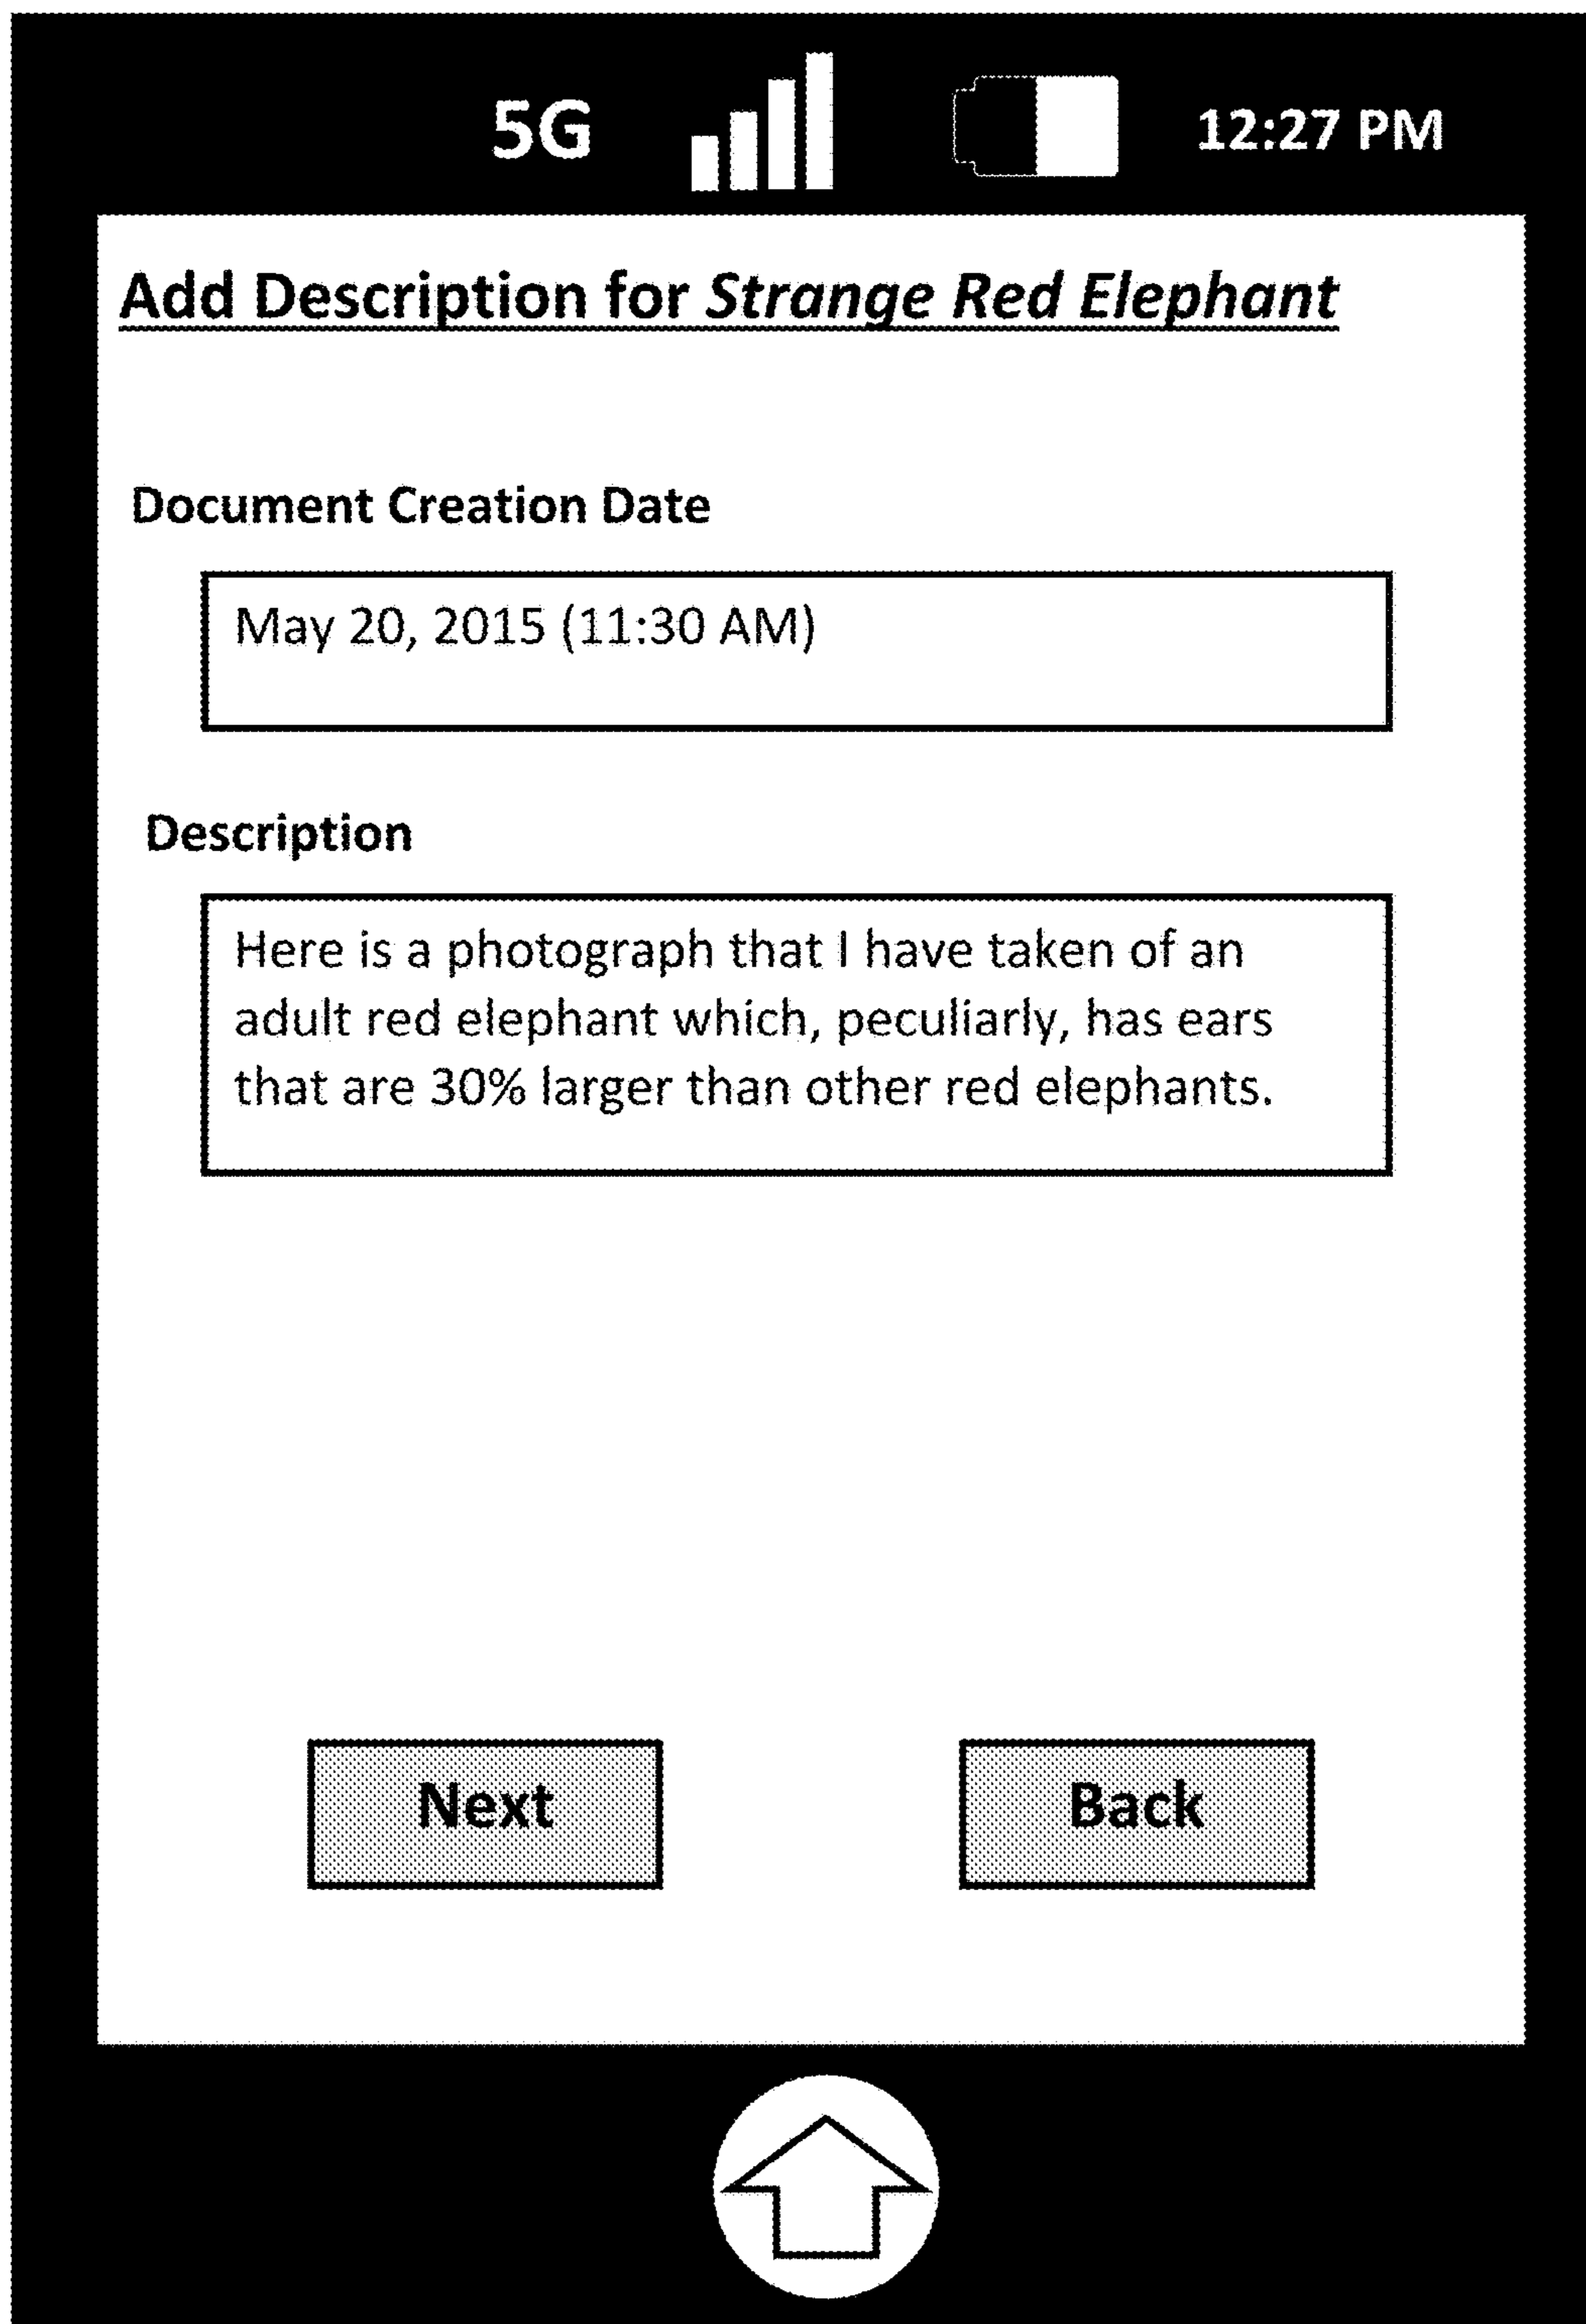 5G 12:27 PM
Add Description for Strange Red Elephant
Document Creation Date
May 20, 2015 (11:30 AM)
Description
Here is a photograph that I have taken of an
adult red elephant which, peculiarly, has ears
that are 30% larger than other red elephants.
Next Back